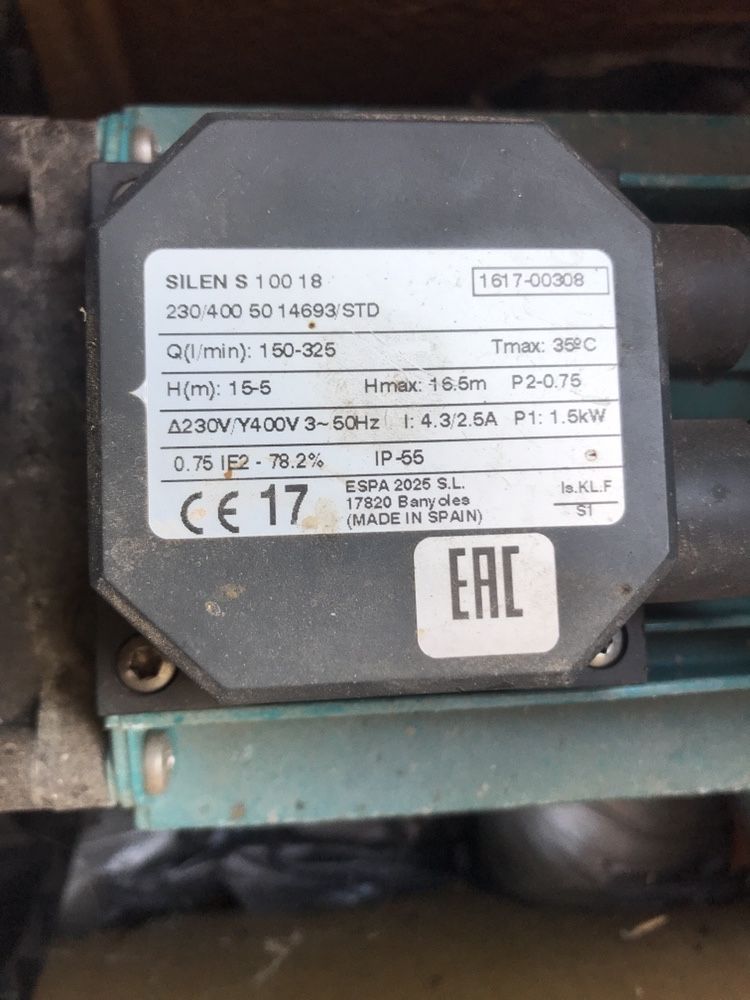 SILEN S 100 18
1617-00308
230/400 50 14693/STD
Q(l/min): 150-325 Tmax: 35ºC
H(m): 15-5 Hmax: 16.5m P2-0.75
Δ230V/Y400V 3~50Hz I: 4.3/2.5A P1: 1.5kW
0.75 IE2 - 78.2% IP-55
CE 17
ESPA 2025 S.L.
17820 Banyoles
(MADE IN SPAIN)
Is.KL.F
S1
EAC